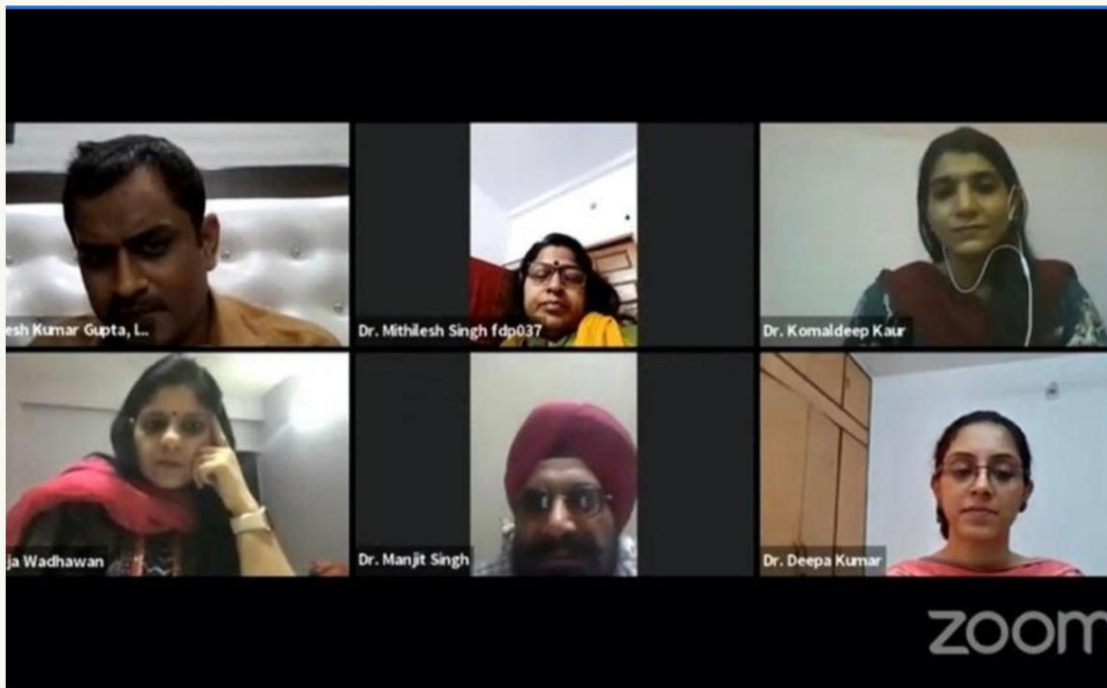 esh Kumar Gupta, L..
Dr. Mithilesh Singh fdp037
Dr. Komaldeep Kaur
ja Wadhawan
Dr. Manjit Singh
Dr. Deepa Kumar
zoom